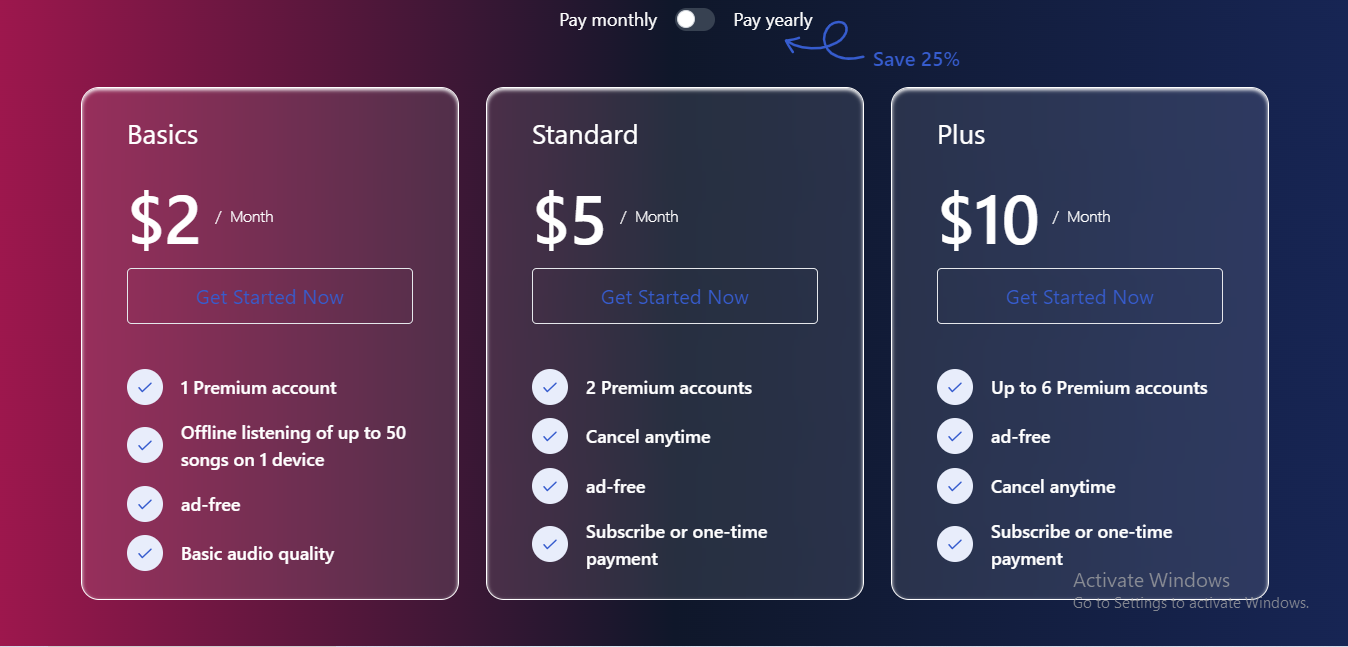 Pay monthly Pay yearly
Save 25%
Basics
$2 / Month
Get Started Now
1 Premium account
Offline listening of up to 50
songs on 1 device
ad-free
Basic audio quality
Standard
$5 / Month
Get Started Now
2 Premium accounts
Cancel anytime
ad-free
Subscribe or one-time
payment
Plus
$10 / Month
Get Started Now
Up to 6 Premium accounts
ad-free
Cancel anytime
Subscribe or one-time
payment
Activate Windows
Go to Settings to activate Windows.